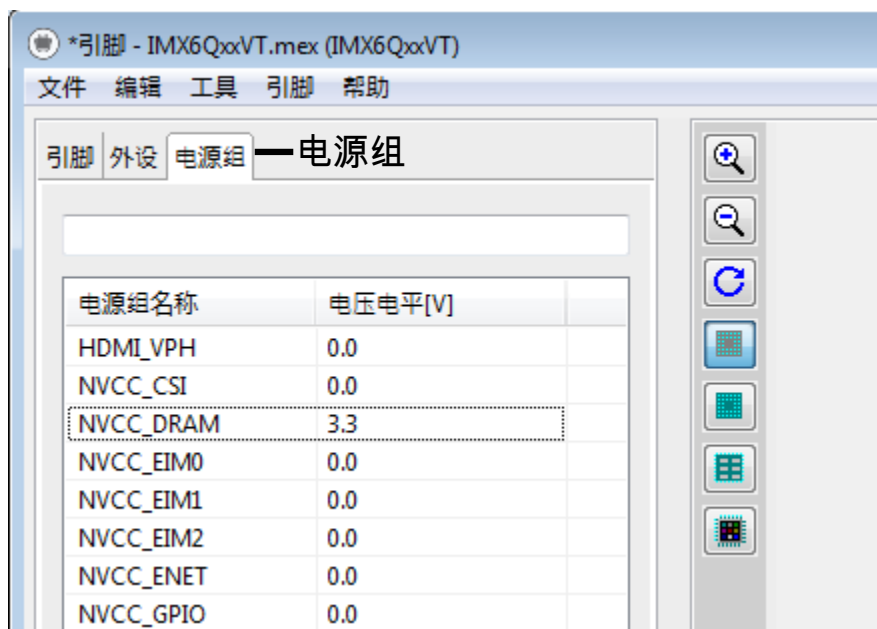 *引脚 - IMX6QxxVT.mex (IMX6QxxVT)
文件 编辑 工具 引脚 帮助
引脚 外设 电源组 电源组
电源组名称 电压电平[V]
HDMI_VPH 0.0
NVCC_CSI 0.0
NVCC_DRAM 3.3
NVCC_EIM0 0.0
NVCC_EIM1 0.0
NVCC_EIM2 0.0
NVCC_ENET 0.0
NVCC_GPIO 0.0